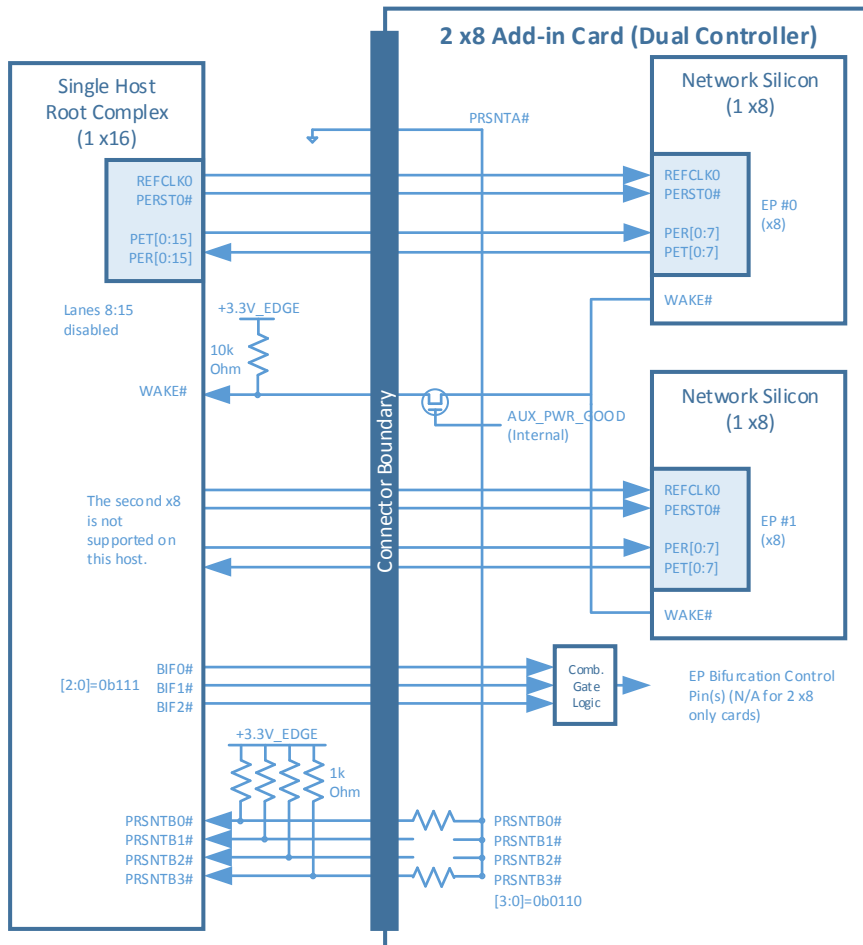 2 x8 Add-in Card (Dual Controller)
Single Host
Root Complex
(1 x16)
REFCLK0
PERST0#
PET[0:15]
PER[0:15]
Lanes 8:15
disabled
+3.3V_EDGE
10k
Ohm
WAKE#
The second x8
is not
supported on
this host.
BIF0#
[2:0]=0b111
BIF1#
BIF2#
+3.3V_EDGE
1k
Ohm
PRSNTB0#
PRSNTB1#
PRSNTB2#
PRSNTB3#
Connector Boundary
PRSNTA#
Network Silicon
(1 x8)
REFCLK0
PERST0#
PER[0:7]
PET[0:7]
EP #0
(x8)
WAKE#
AUX_PWR_GOOD
(Internal)
Network Silicon
(1 x8)
REFCLK0
PERST0#
PER[0:7]
PET[0:7]
EP #1
(x8)
WAKE#
Comb.
Gate
Logic
EP Bifurcation Control
Pin(s) (N/A for 2 x8
only cards)
PRSNTB0#
PRSNTB1#
PRSNTB2#
PRSNTB3#
[3:0]=0b0110